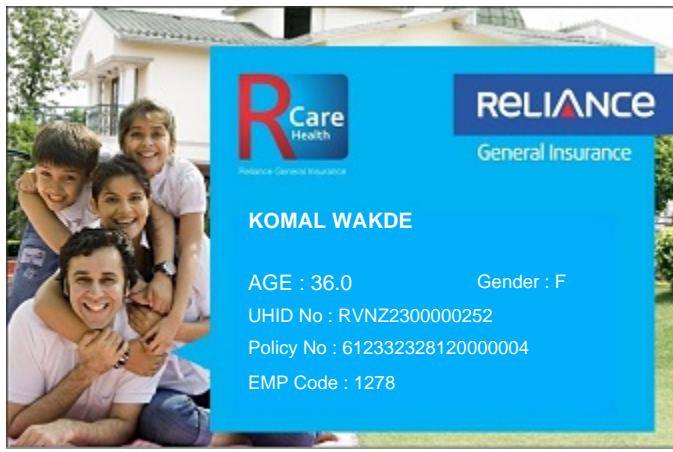 R Care
Health
Reliance General Insurance
RELIANCE
General Insurance
KOMAL WAKDE
AGE : 36.0 Gender : F
UHID No : RVNZ2300000252
Policy No : 612332328120000004
EMP Code : 1278